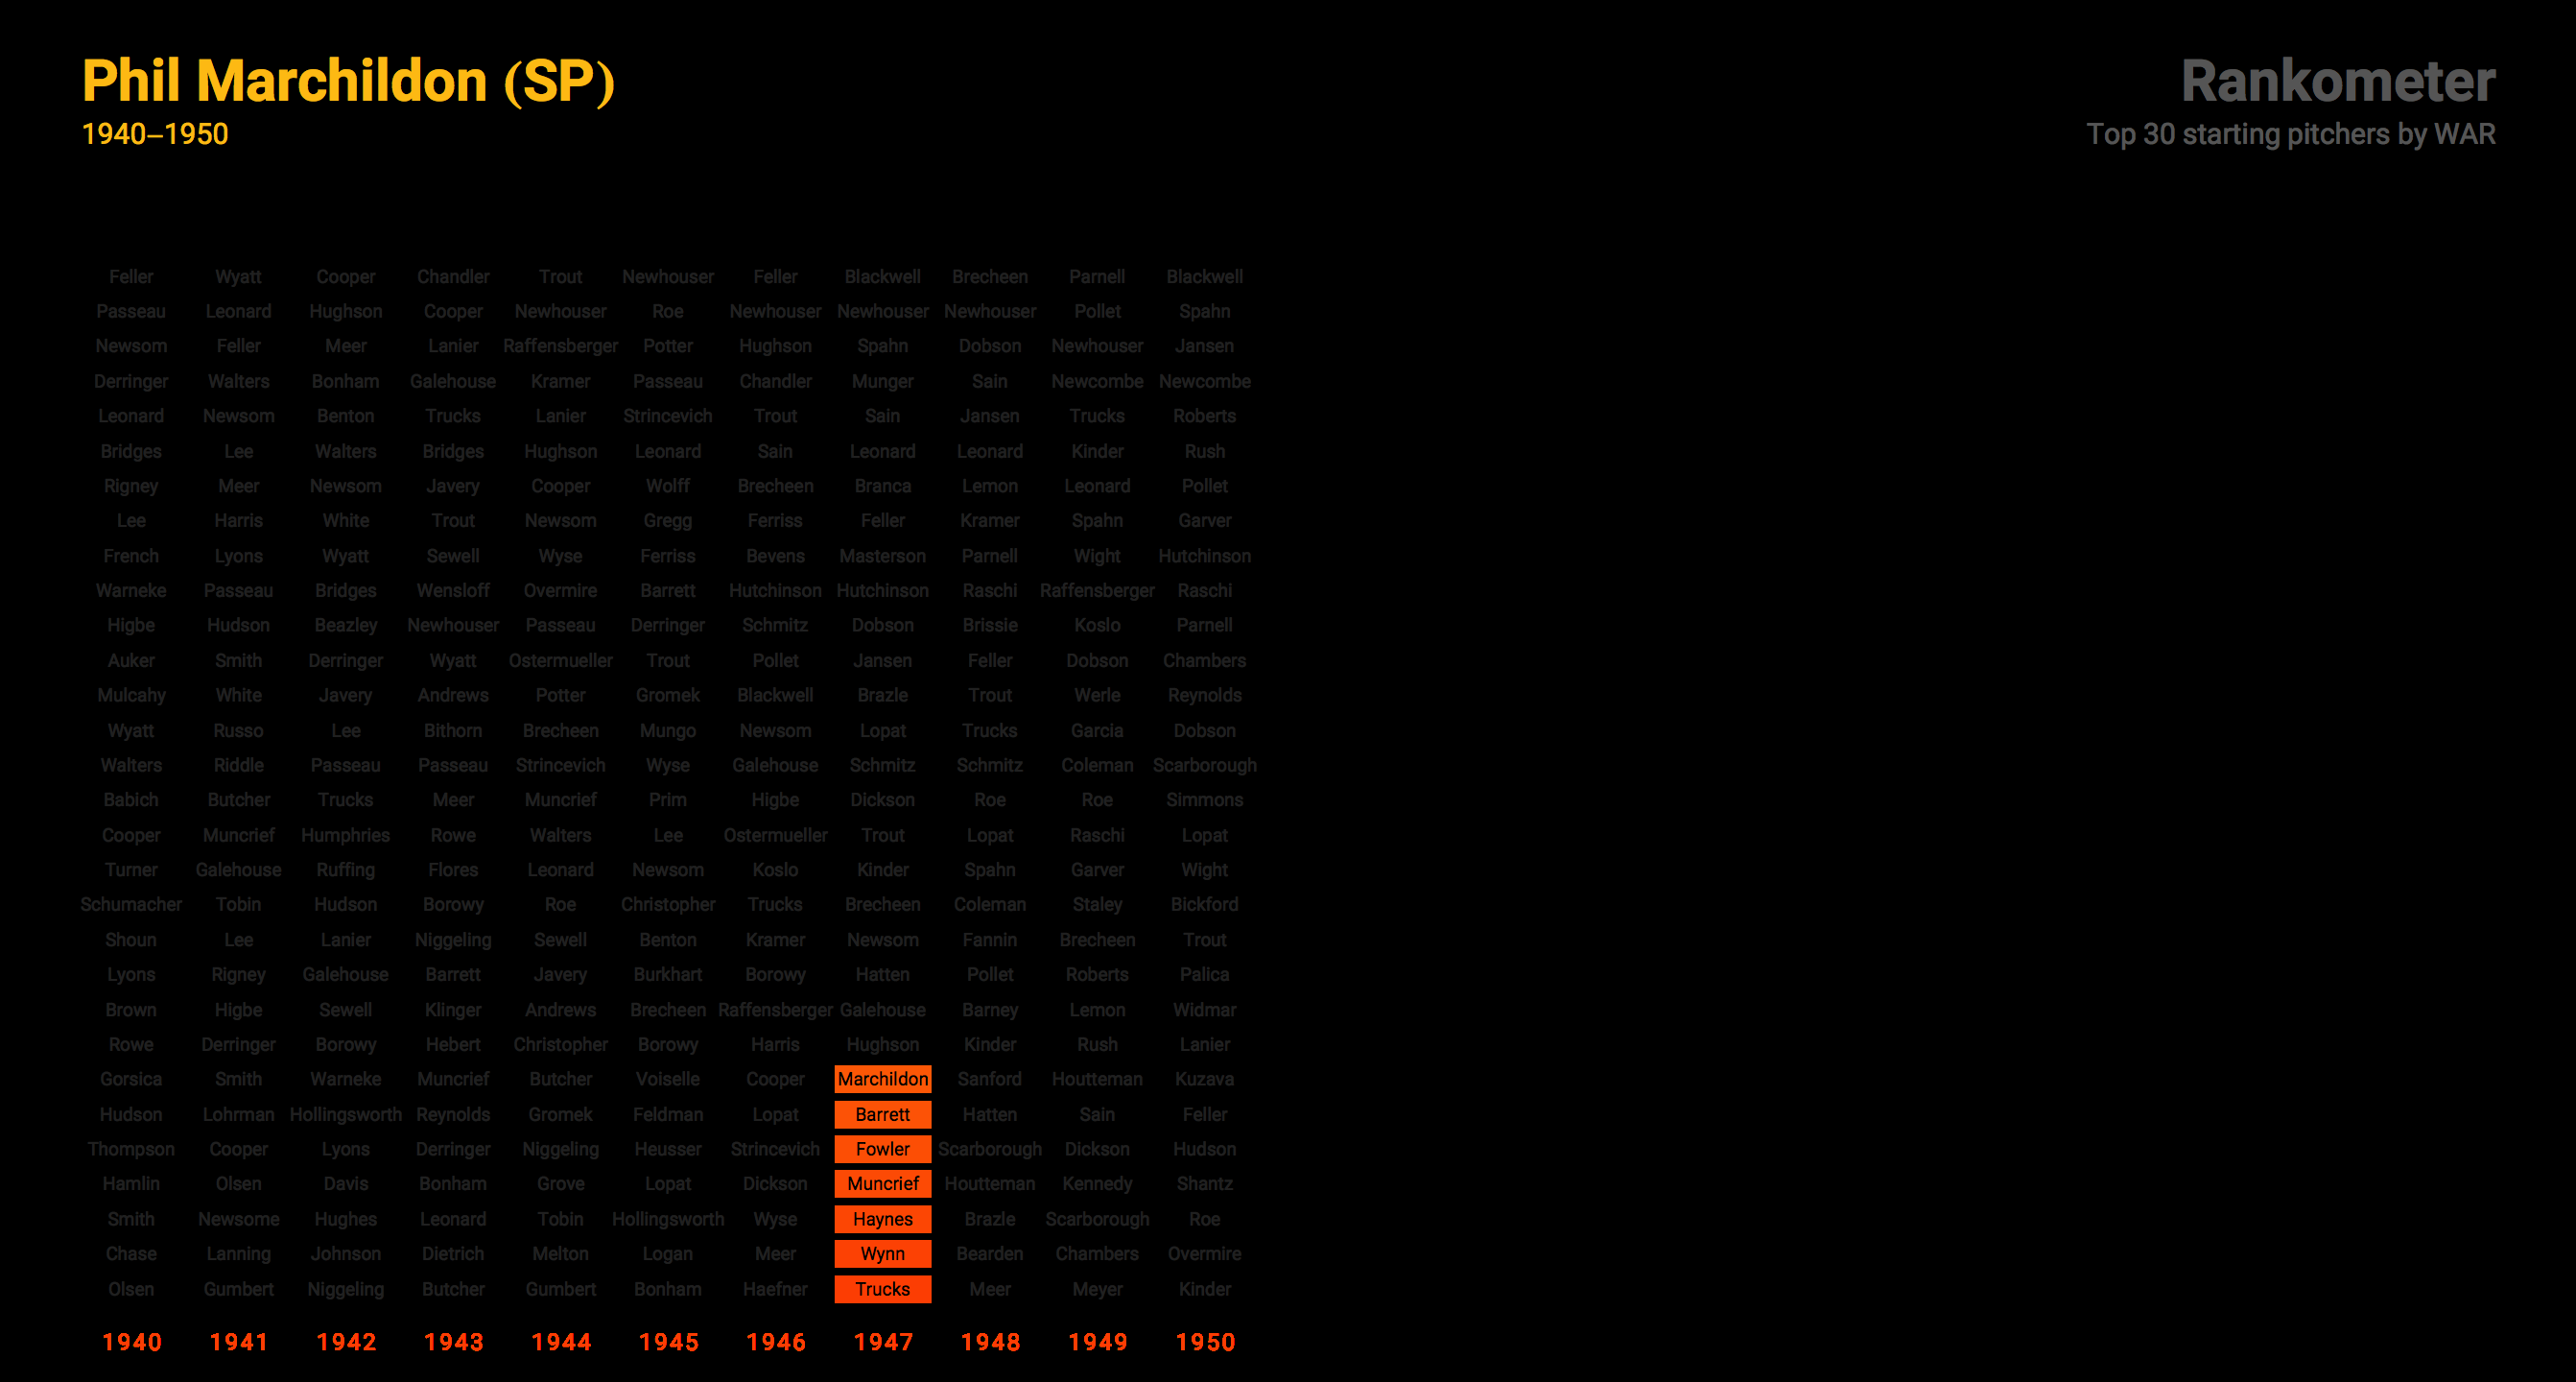 Phil Marchildon (SP)
1940–1950
Rankometer
Top 30 starting pitchers by WAR
Feller Wyatt Cooper Chandler Trout Newhouser Feller Blackwell Brecheen Parnell Blackwell
Passeau Leonard Hughson Cooper Newhouser Roe Newhouser Newhouser Newhouser Pollet Spahn
Newsom Feller Meer Lanier Raffensberger Potter Hughson Spahn Dobson Newhouser Jansen
Derringer Walters Bonham Galehouse Kramer Passeau Chandler Munger Sain Newcombe Newcombe
Leonard Newsom Benton Trucks Lanier Strincevich Trout Sain Jansen Trucks Roberts
Bridges Lee Walters Bridges Hughson Leonard Sain Leonard Leonard Kinder Rush
Rigney Meer Newsom Javery Cooper Wolff Brecheen Branca Lemon Leonard Pollet
Lee Harris White Trout Newsom Gregg Ferriss Feller Kramer Spahn Garver
French Lyons Wyatt Sewell Wyse Ferriss Bevens Masterson Parnell Wight Hutchinson
Warneke Passeau Bridges Wensloff Overmire Barrett Hutchinson Hutchinson Raschi Raffensberger Raschi
Higbe Hudson Beazley Newhouser Passeau Derringer Schmitz Dobson Brissie Koslo Parnell
Auker Smith Derringer Wyatt Ostermueller Trout Pollet Jansen Feller Dobson Chambers
Mulcahy White Javery Andrews Potter Gromek Blackwell Brazle Trout Werle Reynolds
Wyatt Russo Lee Bithorn Brecheen Mungo Newsom Lopat Trucks Garcia Dobson
Walters Riddle Passeau Passeau Strincevich Wyse Galehouse Schmitz Schmitz Coleman Scarborough
Babich Butcher Trucks Meer Muncrief Prim Higbe Dickson Roe Roe Simmons
Cooper Muncrief Humphries Rowe Walters Lee Ostermueller Trout Lopat Raschi Lopat
Turner Galehouse Ruffing Flores Leonard Newsom Koslo Kinder Spahn Garver Wight
Schumacher Tobin Hudson Borowy Roe Christopher Trucks Brecheen Coleman Staley Bickford
Shoun Lee Lanier Niggeling Sewell Benton Kramer Newsom Fannin Brecheen Trout
Lyons Rigney Galehouse Barrett Javery Burkhart Borowy Hatten Pollet Roberts Palica
Brown Higbe Sewell Klinger Andrews Brecheen Raffensberger Galehouse Barney Lemon Widmar
Rowe Derringer Borowy Hebert Christopher Borowy Harris Hughson Kinder Rush Lanier
Gorsica Smith Warneke Muncrief Butcher Voiselle Cooper Marchildon Sanford Houtteman Kuzava
Hudson Lohrman Hollingsworth Reynolds Gromek Feldman Lopat Barrett Hatten Sain Feller
Thompson Cooper Lyons Derringer Niggeling Heusser Strincevich Fowler Scarborough Dickson Hudson
Hamlin Olsen Davis Bonham Grove Lopat Dickson Muncrief Houtteman Kennedy Shantz
Smith Newsome Hughes Leonard Tobin Hollingsworth Wyse Haynes Brazle Scarborough Roe
Chase Lanning Johnson Dietrich Melton Logan Meer Wynn Bearden Chambers Overmire
Olsen Gumbert Niggeling Butcher Gumbert Bonham Haefner Trucks Meer Meyer Kinder
1940 1941 1942 1943 1944 1945 1946 1947 1948 1949 1950